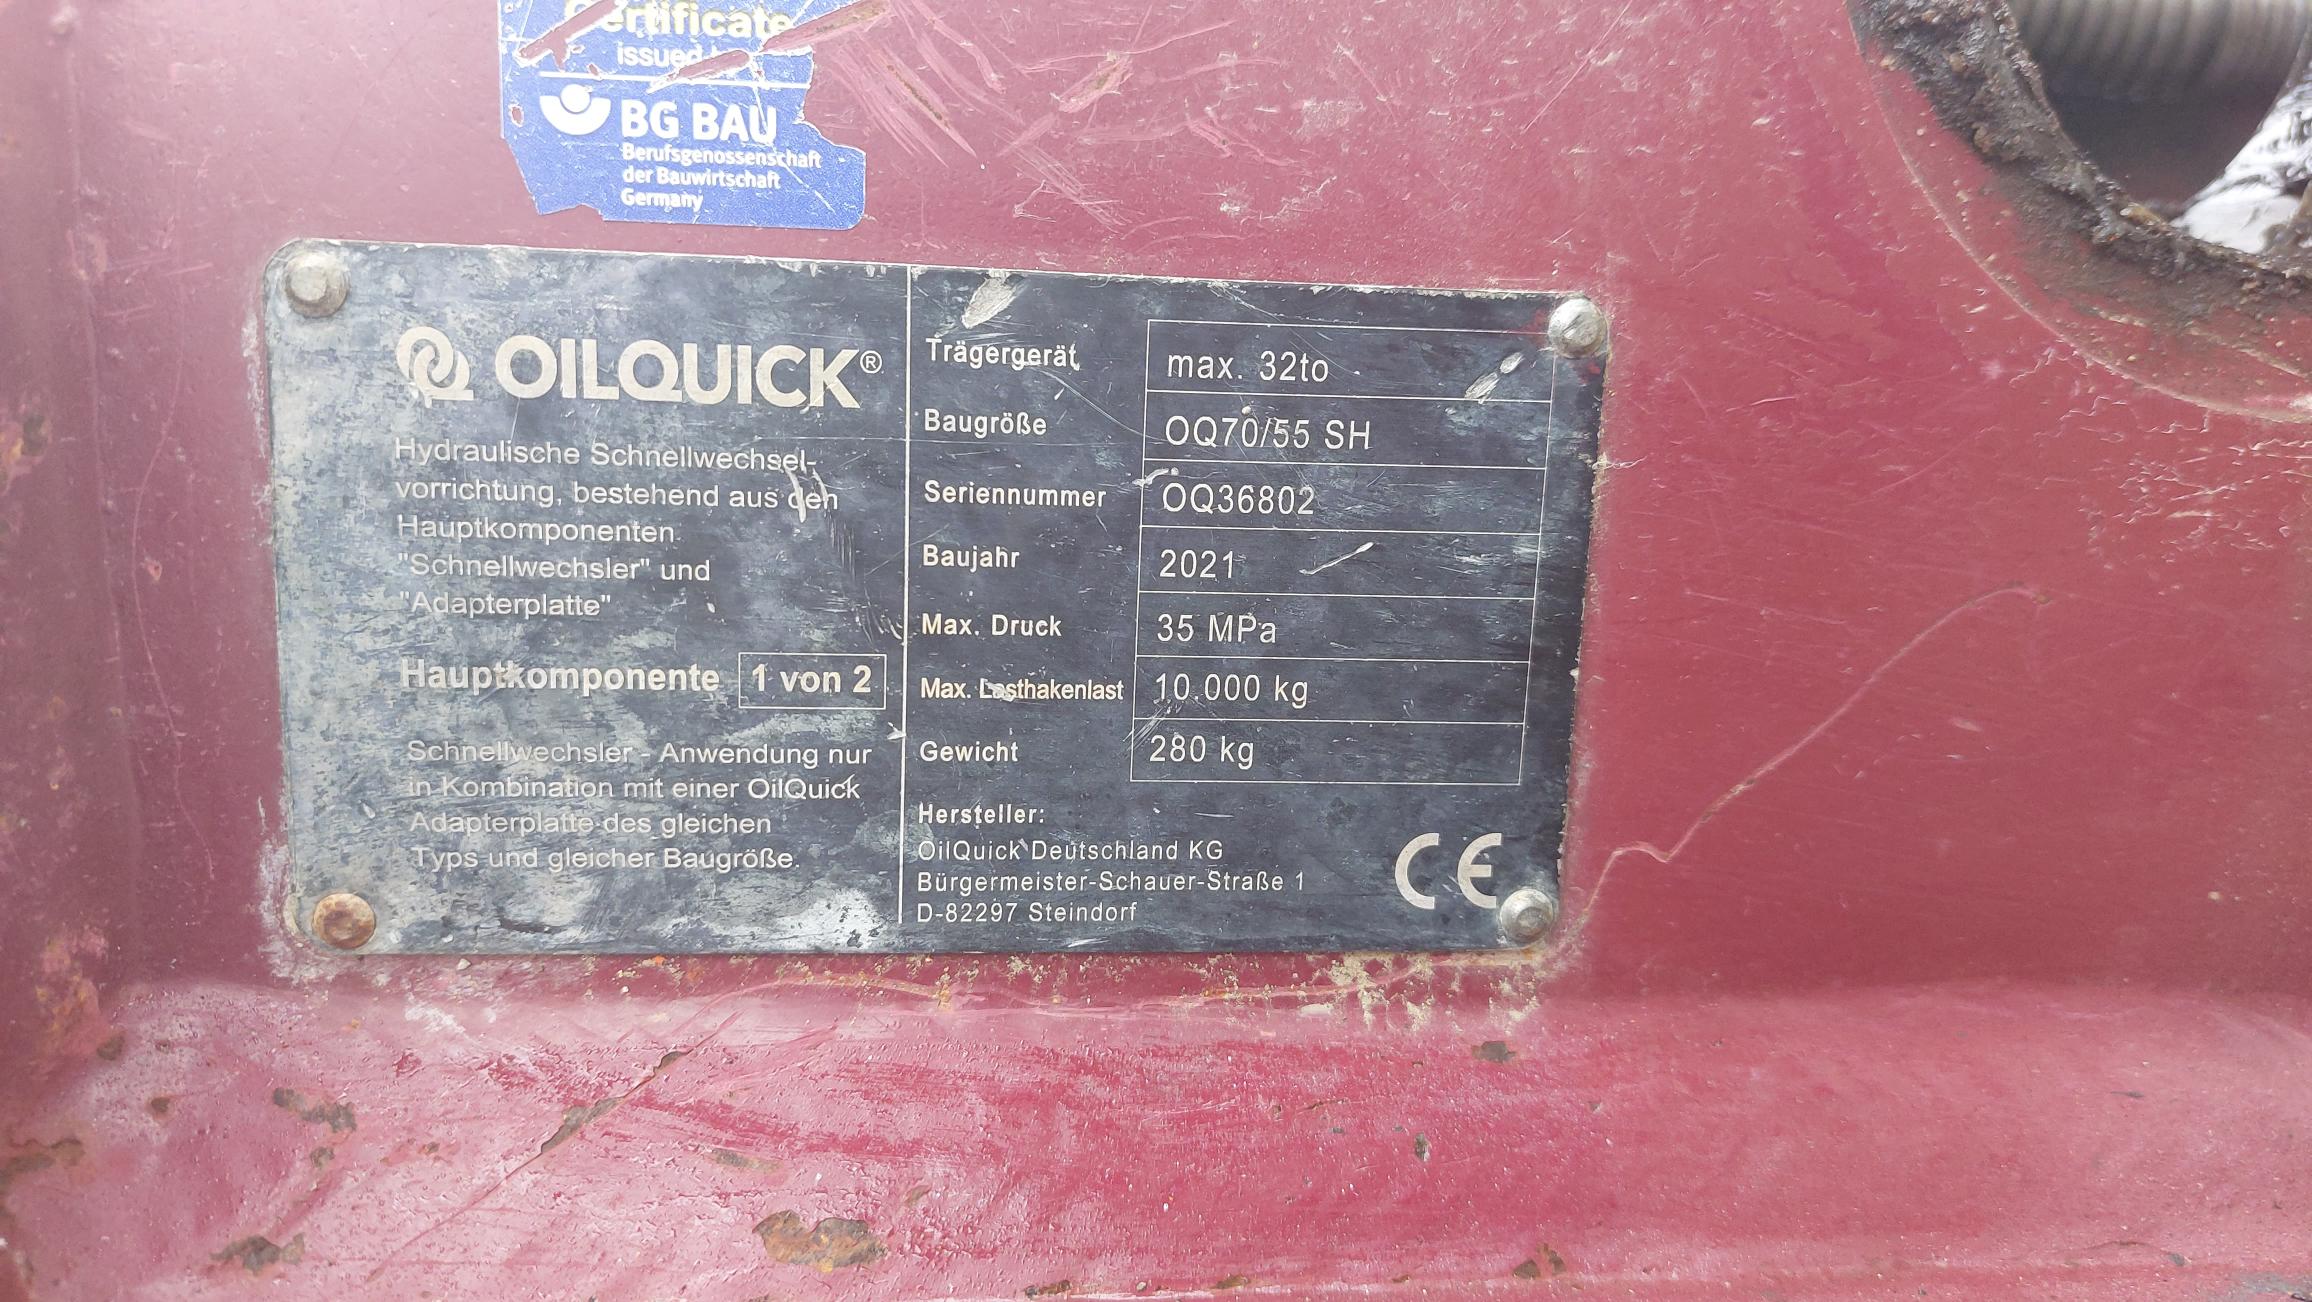 Certificate
issued
BG BAU
Berufsgenossenschaft
der Bauwirtschaft
Germany
OILQUICK®
Hydraulische Schnellwechsel-
vorrichtung, bestehend aus den
Hauptkomponenten
"Schnellwechsler" und
"Adapterplatte"
Hauptkomponente 1 von 2
Schnellwechsler - Anwendung nur
in Kombination mit einer OilQuick
Adapterplatte des gleichen
Typs und gleicher Baugröße.
Trägergerät max. 32to
Baugröße OQ70/55 SH
Seriennummer OQ36802
Baujahr 2021
Max. Druck 35 MPa
Max. Lasthakenlast 10.000 kg
Gewicht 280 kg
Hersteller:
OilQuick Deutschland KG
Bürgermeister-Schauer-Straße 1
D-82297 Steindorf
CE